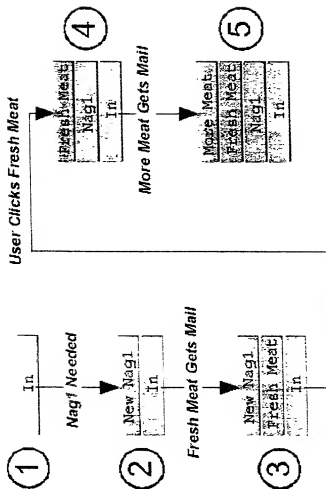 1
In
Nag1 Needed
2
New Nag1
In
Fresh Meat Gets Mail
3
New Nag1
Fresh Meat
In
User Clicks Fresh Meat
4
Fresh Meat
Nag1
In
More Meat Gets Mail
5
More Meat
Fresh Meat
Nag1
In